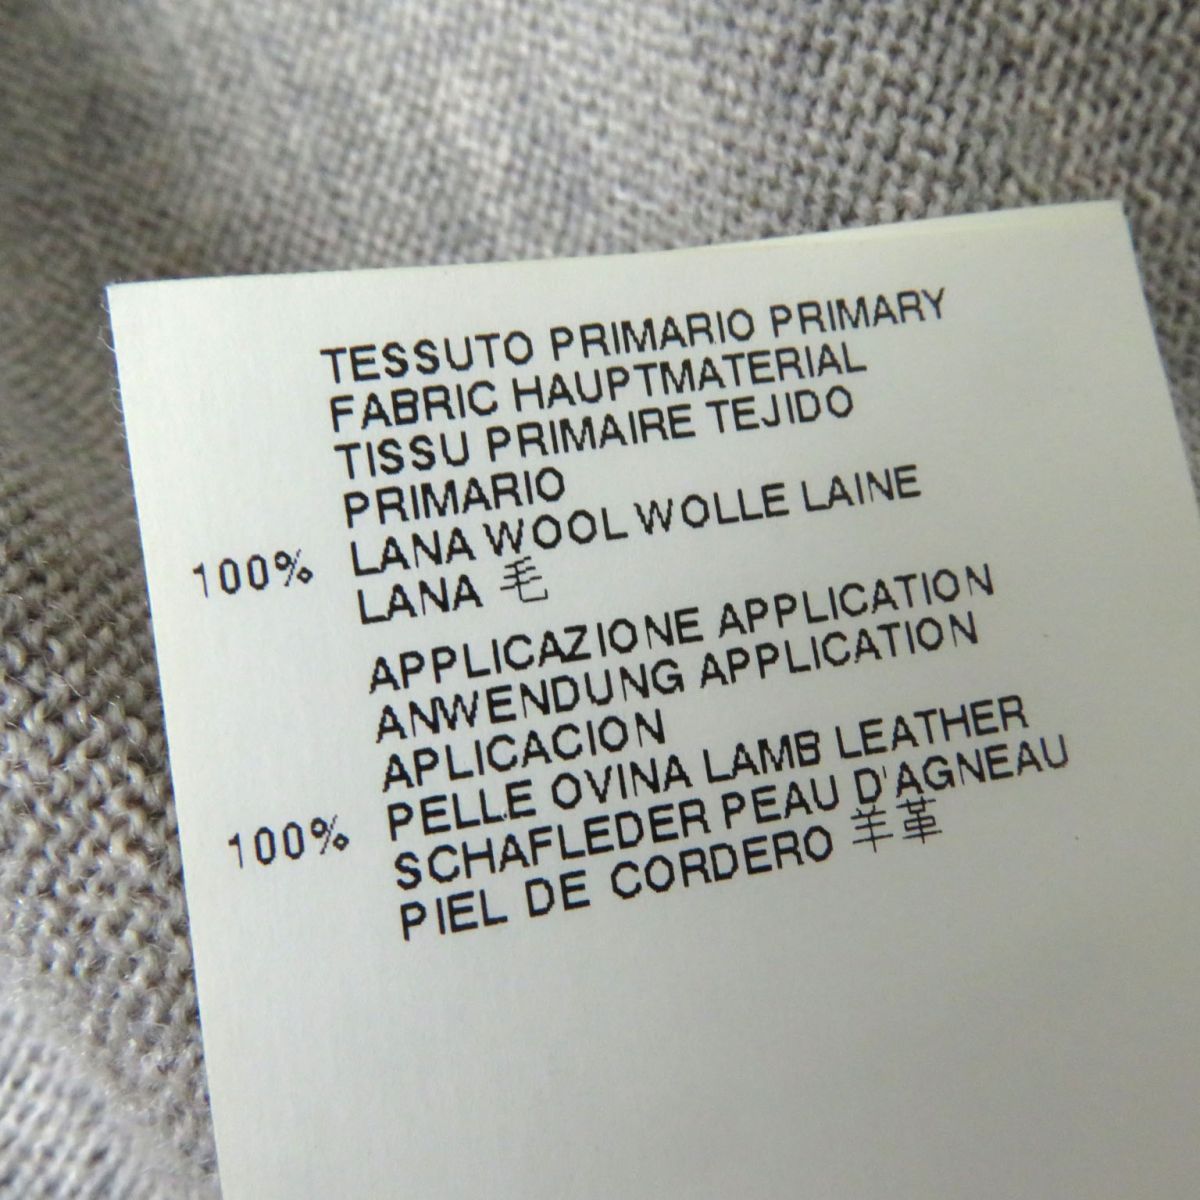 TESSUTO PRIMARIO PRIMARY
FABRIC HAUPTMATERIAL
TISSU PRIMAIRE TEJIDO
PRIMARIO
100% LANA WOOL WOLLE LAINE
LANA 毛
APPLICAZIONE APPLICATION
ANWENDUNG APPLICATION
APLICACION
100% PELLE OVINA LAMB LEATHER
SCHAFLEDER PEAU D'AGNEAU
PIEL DE CORDERO 羊革